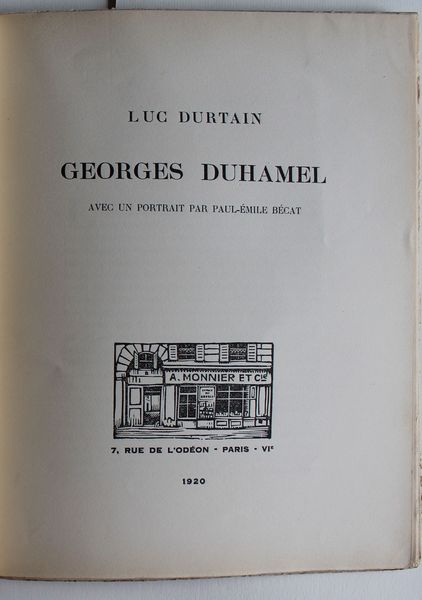 LUC DURTAIN
GEORGES DUHAMEL
AVEC UN PORTRAIT PAR PAUL-ÉMILE BÉCAT
A. MONNIER ET Cie
7, RUE DE L'ODÉON - PARIS - VIe
1920